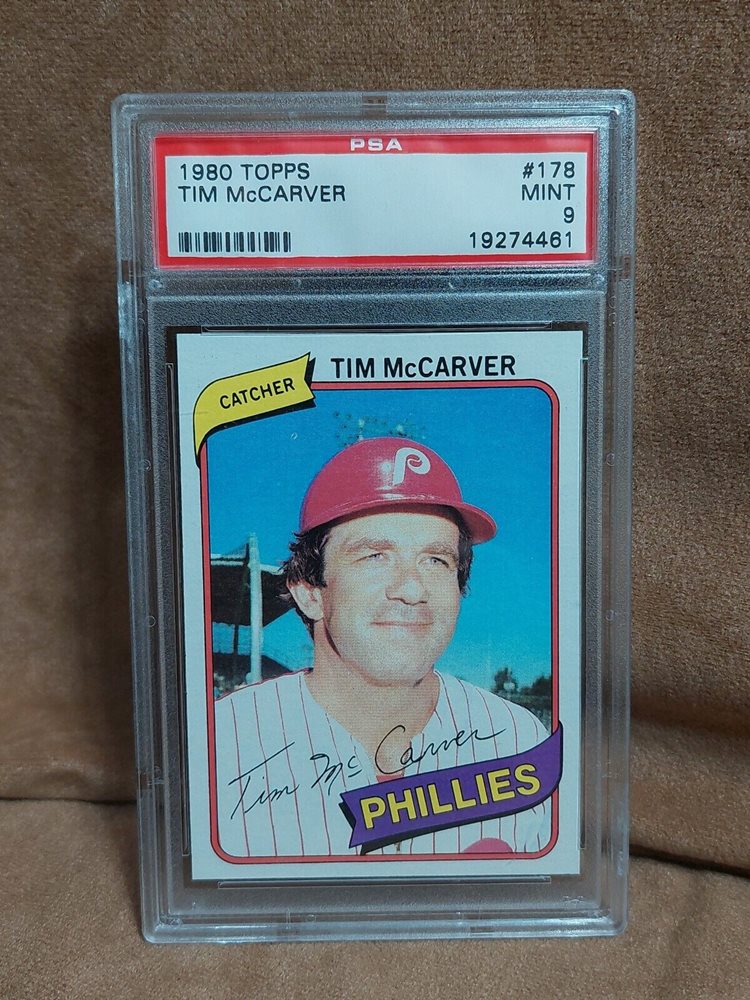 PSA
1980 TOPPS #178
TIM McCARVER MINT
9
19274461
TIM McCARVER
CATCHER
P
Tim McCarver
PHILLIES